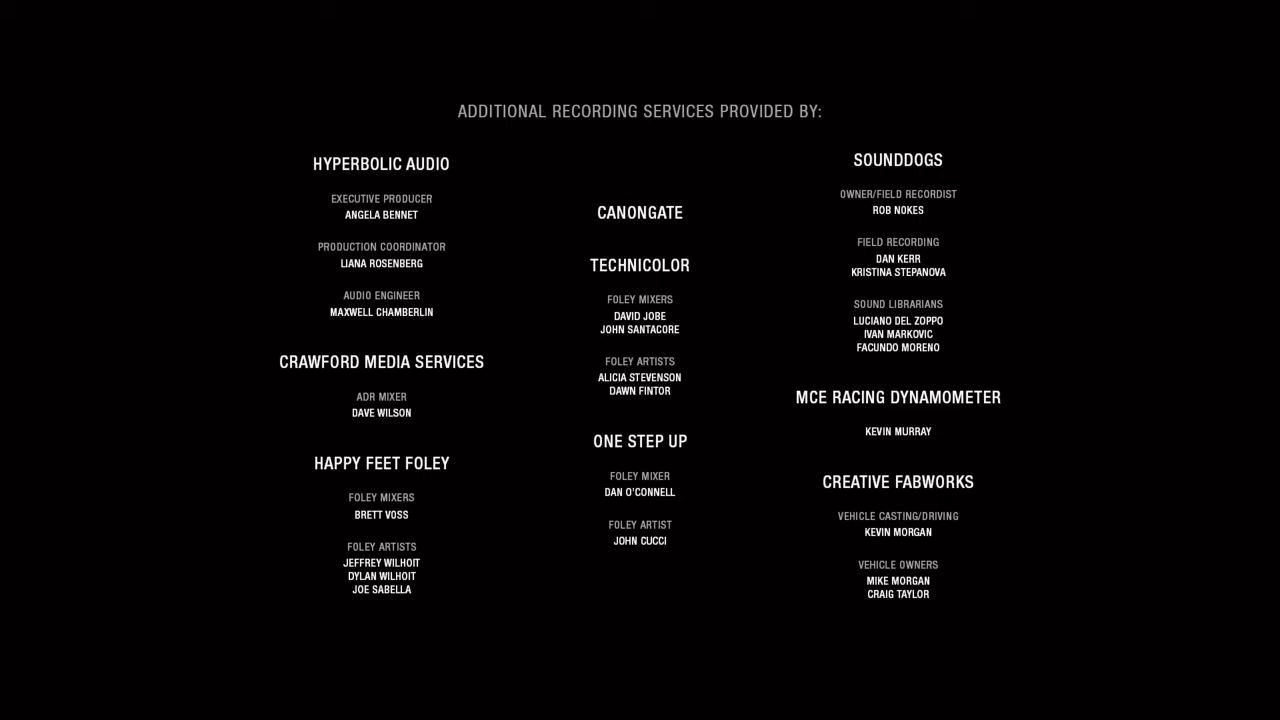 ADDITIONAL RECORDING SERVICES PROVIDED BY:
HYPERBOLIC AUDIO
EXECUTIVE PRODUCER
ANGELA BENNET
PRODUCTION COORDINATOR
LIANA ROSENBERG
AUDIO ENGINEER
MAXWELL CHAMBERLIN
CRAWFORD MEDIA SERVICES
ADR MIXER
DAVE WILSON
HAPPY FEET FOLEY
FOLEY MIXERS
BRETT VOSS
FOLEY ARTISTS
JEFFREY WILHOIT
DYLAN WILHOIT
JOE SABELLA
CANONGATE
TECHNICOLOR
FOLEY MIXERS
DAVID JOBE
JOHN SANTACORE
FOLEY ARTISTS
ALICIA STEVENSON
DAWN FINTOR
ONE STEP UP
FOLEY MIXER
DAN O'CONNELL
FOLEY ARTIST
JOHN CUCCI
SOUNDDOGS
OWNER/FIELD RECORDIST
ROB NOKES
FIELD RECORDING
DAN KERR
KRISTINA STEPANOVA
SOUND LIBRARIANS
LUCIANO DEL ZOPPO
IVAN MARKOVIC
FACUNDO MORENO
MCE RACING DYNAMOMETER
KEVIN MURRAY
CREATIVE FABWORKS
VEHICLE CASTING/DRIVING
KEVIN MORGAN
VEHICLE OWNERS
MIKE MORGAN
CRAIG TAYLOR